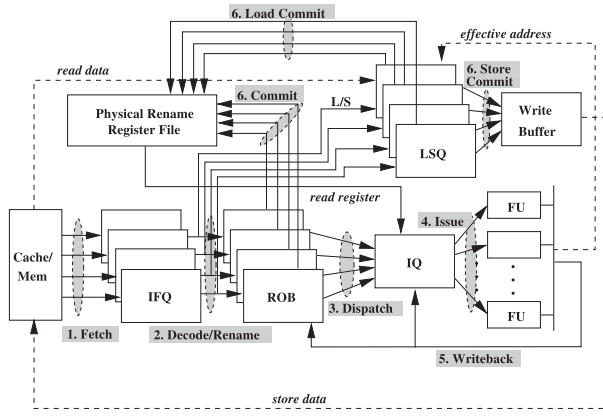 6. Load Commit
effective address
read data
6. Store
Commit
6. Commit
L/S
Physical Rename
Register File
Write
Buffer
LSQ
read register
4. Issue
FU
Cache/
Mem
IQ
IFQ
ROB
3. Dispatch
FU
1. Fetch
2. Decode/Rename
5. Writeback
store data